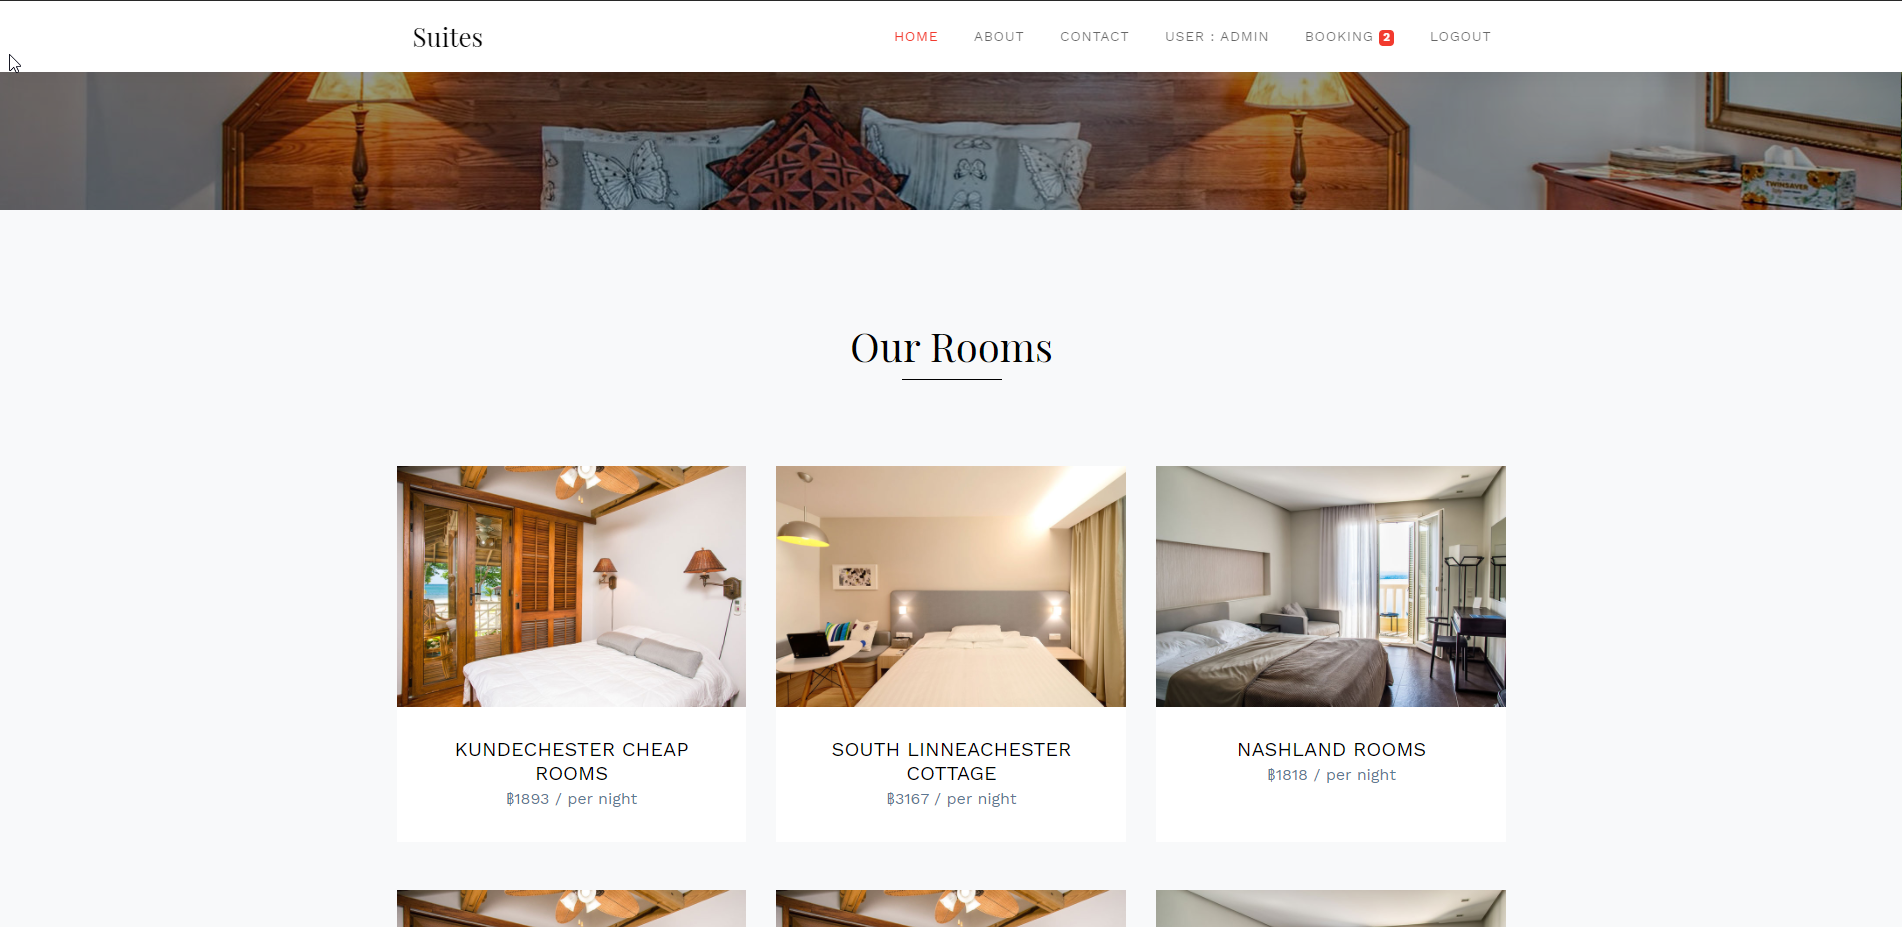 Suites
HOME ABOUT CONTACT USER : ADMIN BOOKING 2 LOGOUT
TWINSAVER
Our Rooms
KUNDECHESTER CHEAP
ROOMS
฿1893 / per night
SOUTH LINNEACHESTER
COTTAGE
฿3167 / per night
NASHLAND ROOMS
฿1818 / per night